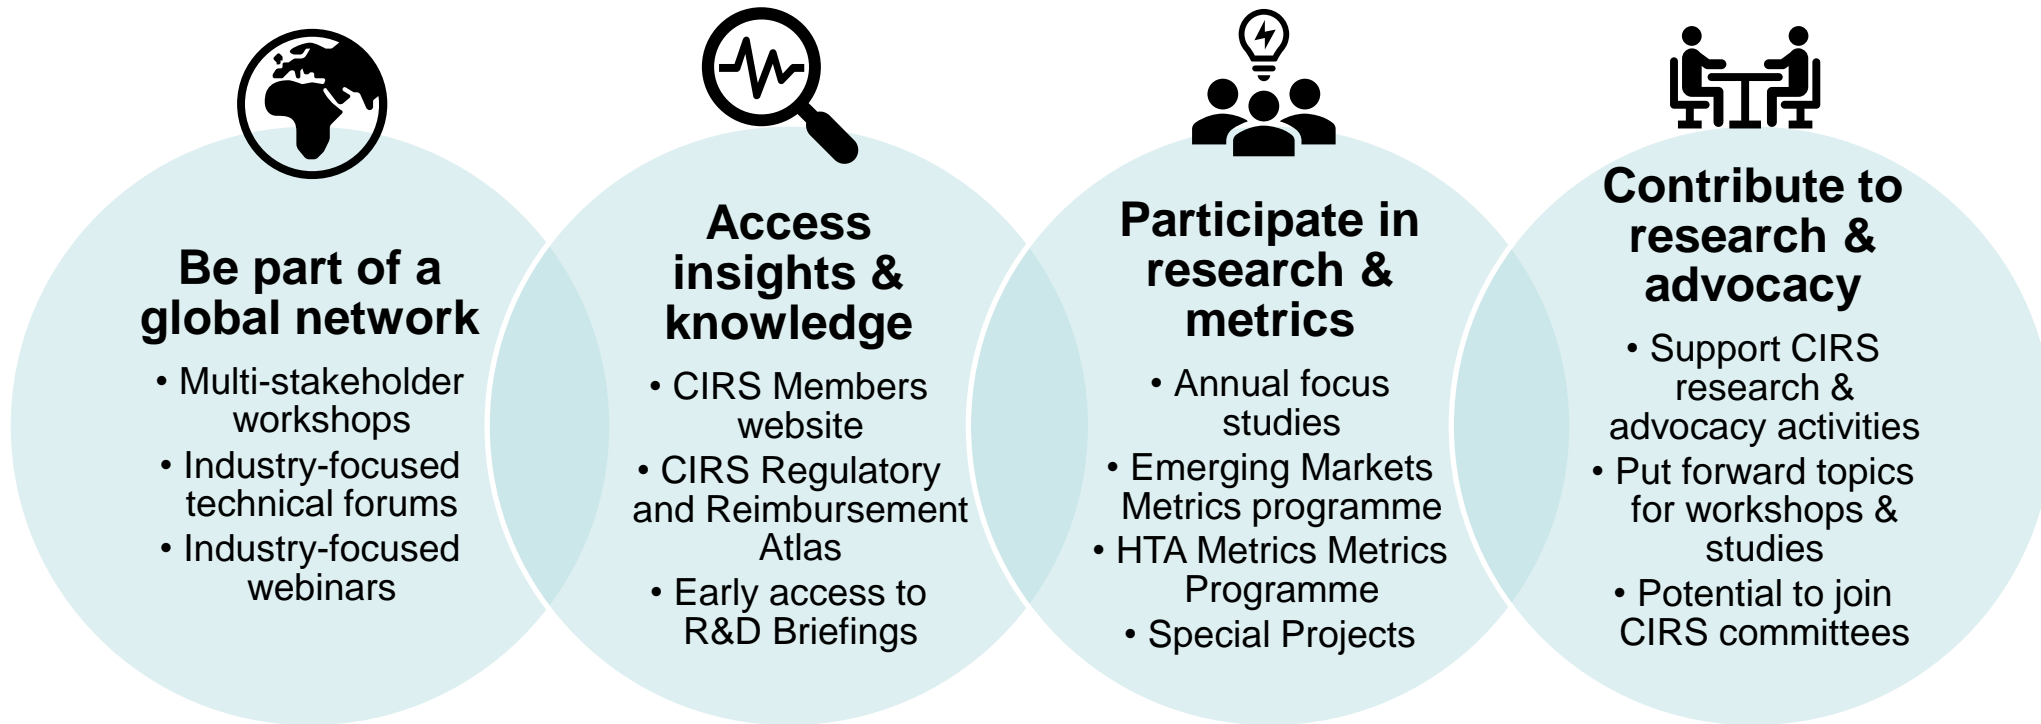 Be part of a
global network
• Multi-stakeholder
workshops
• Industry-focused
technical forums
• Industry-focused
webinars
Access
insights &
knowledge
• CIRS Members
website
• CIRS Regulatory
and Reimbursement
Atlas
• Early access to
R&D Briefings
Participate in
research &
metrics
• Annual focus
studies
• Emerging Markets
Metrics programme
• HTA Metrics Metrics
Programme
• Special Projects
Contribute to
research &
advocacy
• Support CIRS
research &
advocacy activities
• Put forward topics
for workshops &
studies
• Potential to join
CIRS committees